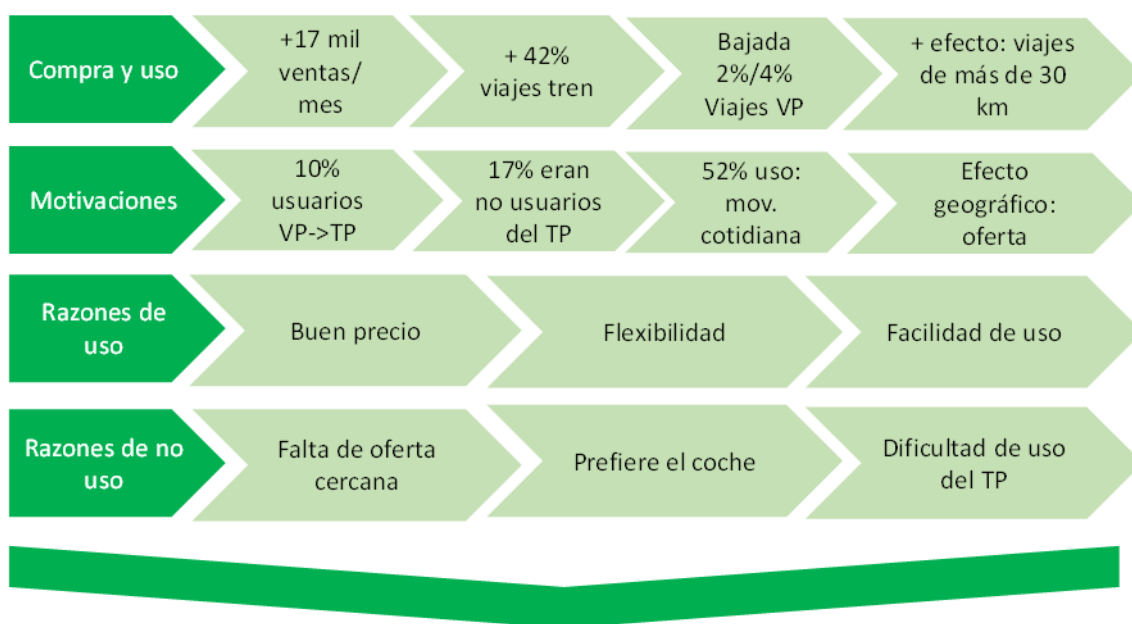 Compra y uso
+17 mil
ventas/
mes
+ 42%
viajes tren
Bajada
2%/4%
Viajes VP
+ efecto: viajes
de más de 30
km
Motivaciones
10%
usuarios
VP->TP
17% eran
no usuarios
del TP
52% uso:
mov.
cotidiana
Efecto
geográfico:
oferta
Razones de
uso
Buen precio
Flexibilidad
Facilidad de uso
Razones de no
uso
Falta de oferta
cercana
Prefiere el coche
Dificultad de uso
del TP